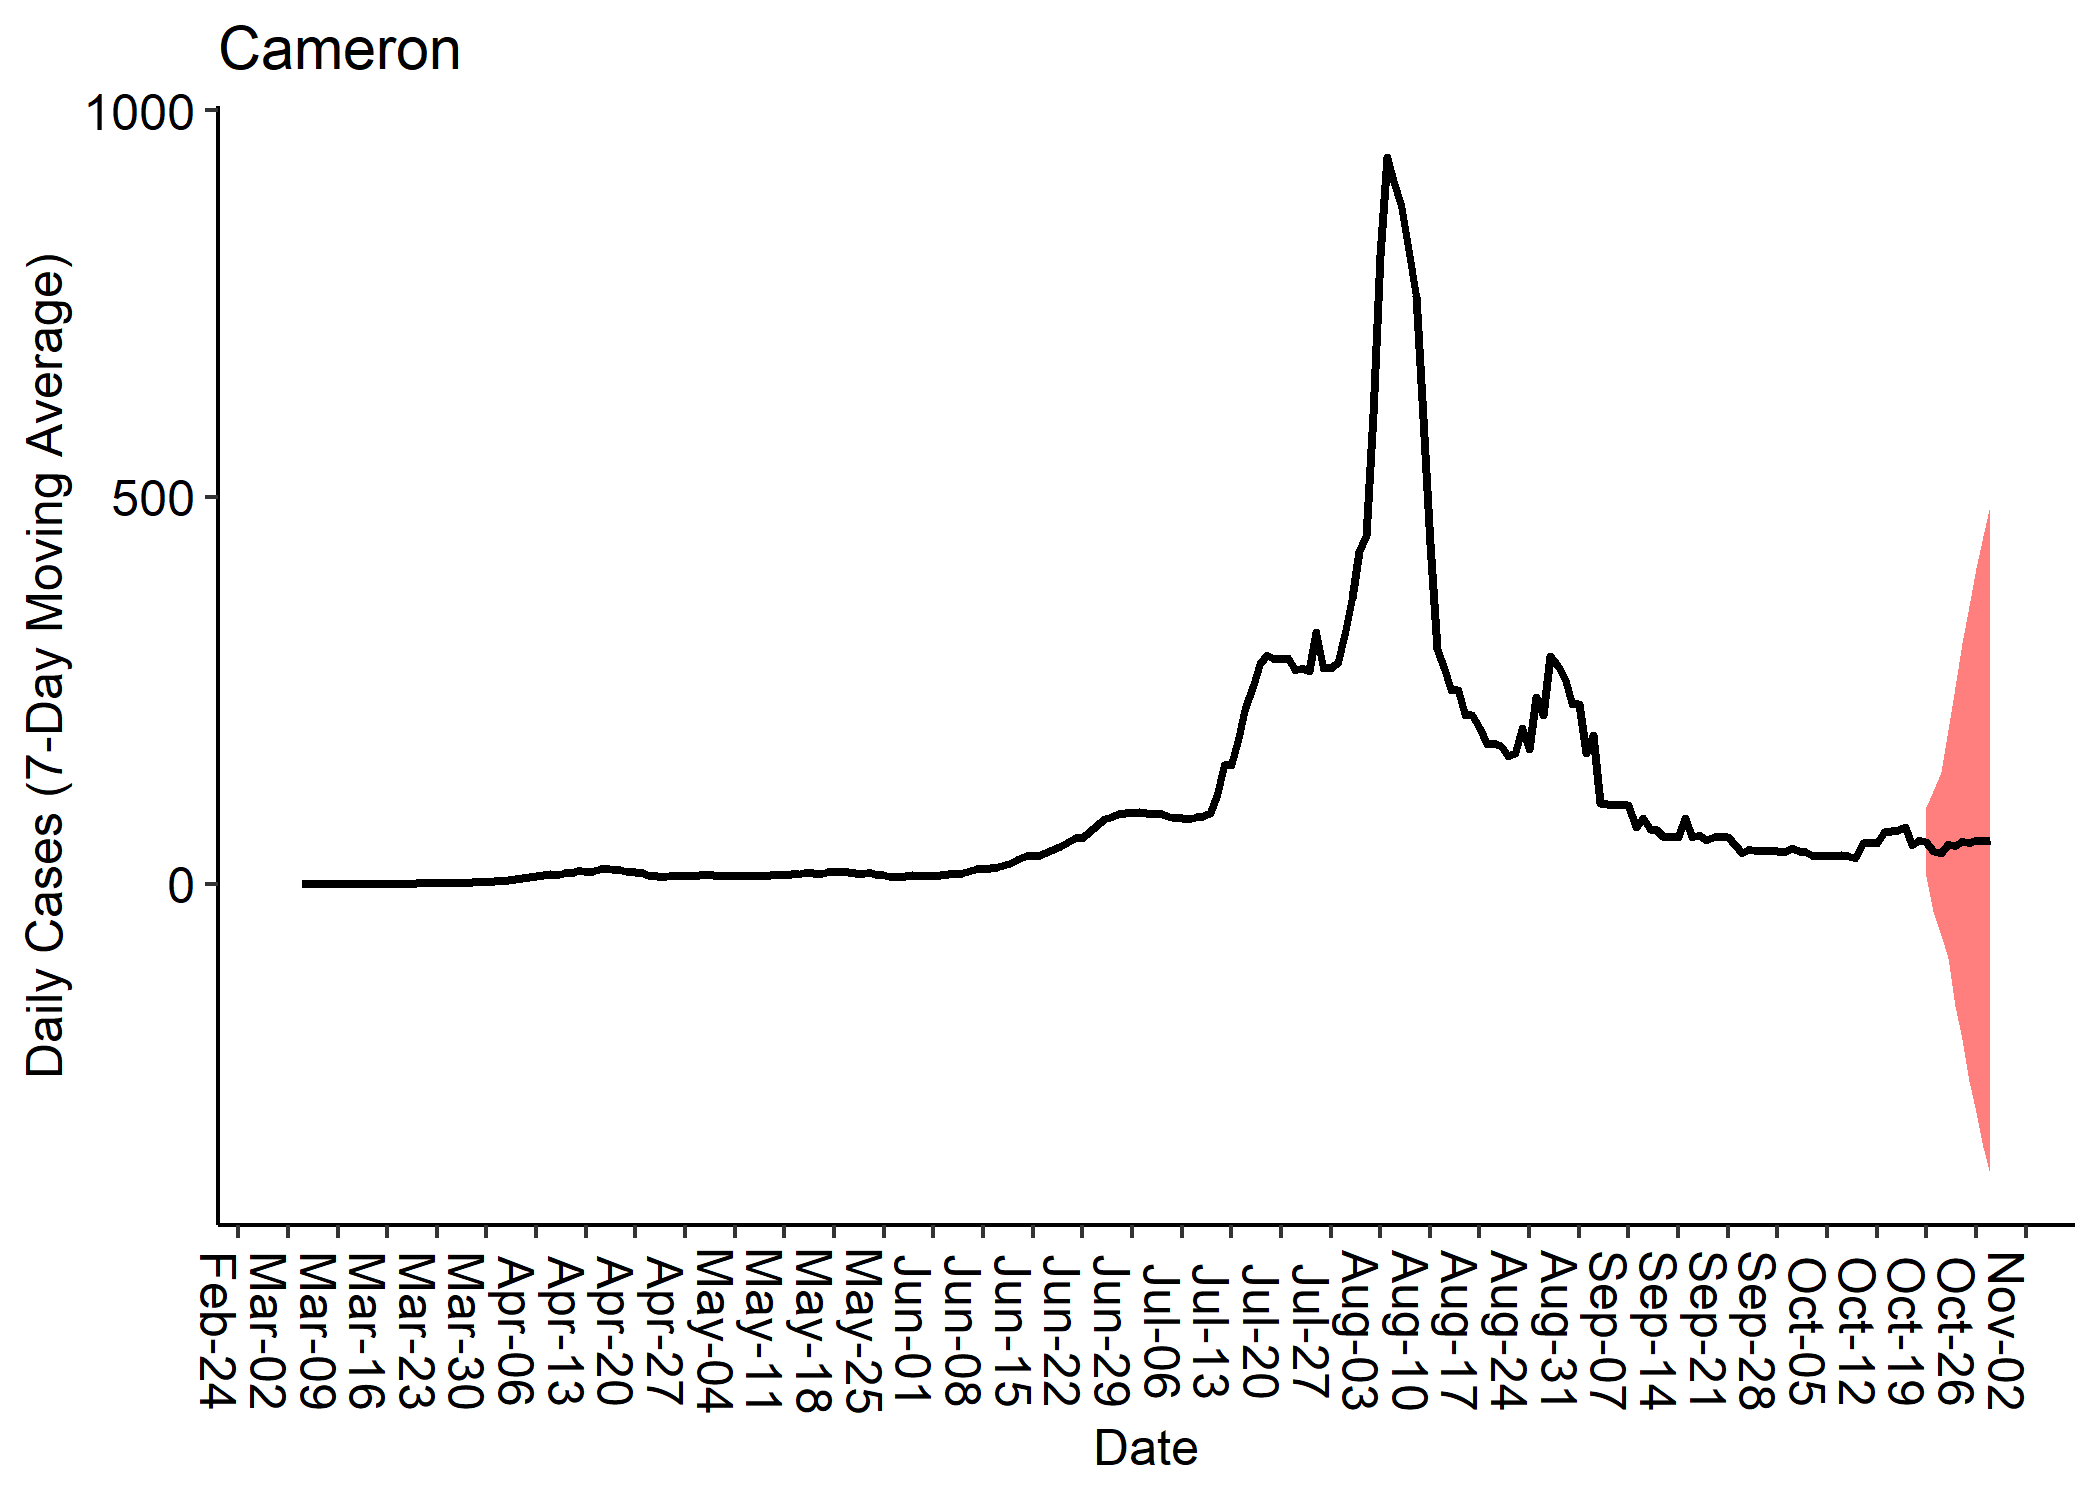 Cameron
1000
500
0
Daily Cases (7-Day Moving Average)
Feb-24
Mar-02
Mar-09
Mar-16
Mar-23
Mar-30
Apr-06
Apr-13
Apr-20
Apr-27
May-04
May-11
May-18
May-25
Jun-01
Jun-08
Jun-15
Jun-22
Jun-29
Jul-06
Jul-13
Jul-20
Jul-27
Aug-03
Aug-10
Aug-17
Aug-24
Aug-31
Sep-07
Sep-14
Sep-21
Sep-28
Oct-05
Oct-12
Oct-19
Oct-26
Nov-02
Date